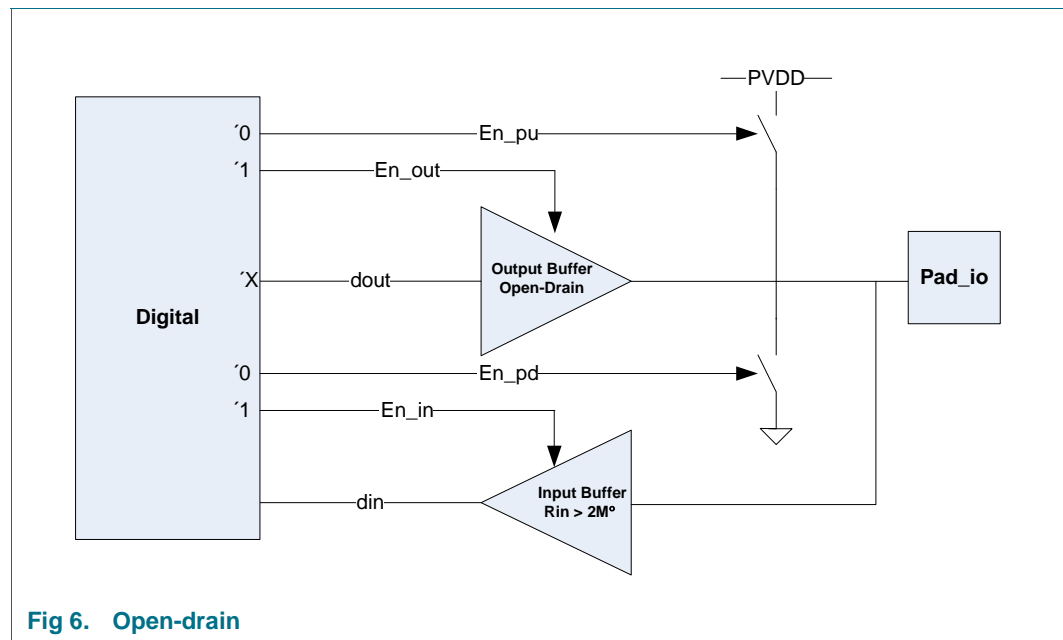 PVDD
´0
En_pu
´1
En_out
´X
dout
Output Buffer
Open-Drain
Pad_io
Digital
´0
En_pd
´1
En_in
din
Input Buffer
Rin > 2Mº
Fig 6. Open-drain